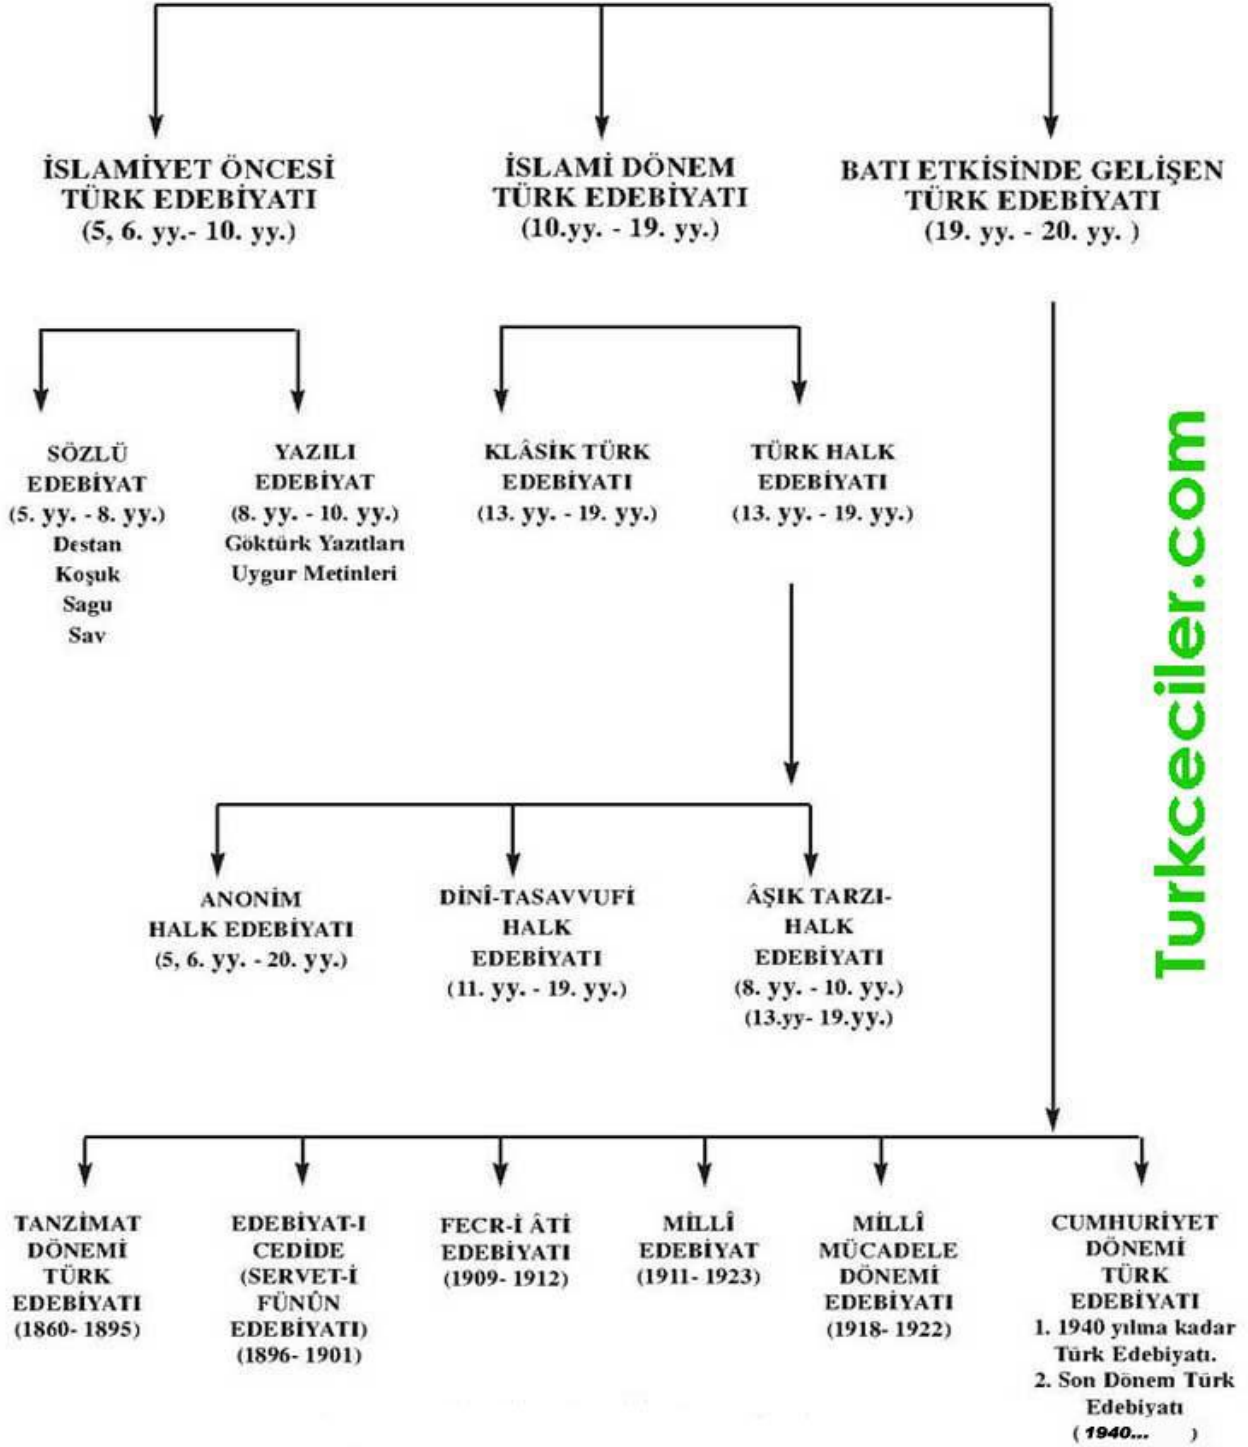 İSLAMİYET ÖNCESİ
TÜRK EDEBİYATI
(5, 6. yy.- 10. yy.)
İSLAMİ DÖNEM
TÜRK EDEBİYATI
(10.yy. - 19. yy.)
BATI ETKİSİNDE GELİŞEN
TÜRK EDEBİYATI
(19. yy. - 20. yy. )
SÖZLÜ
EDEBİYAT
(5. yy. - 8. yy.)
Destan
Koşuk
Sagu
Sav
YAZILI
EDEBİYAT
(8. yy. - 10. yy.)
Göktürk Yazıtları
Uygur Metinleri
KLÂSİK TÜRK
EDEBİYATI
(13. yy. - 19. yy.)
TÜRK HALK
EDEBİYATI
(13. yy. - 19. yy.)
Turkceciler.com
ANONİM
HALK EDEBİYATI
(5, 6. yy. - 20. yy.)
DİNÎ-TASAVVUFİ
HALK
EDEBİYATI
(11. yy. - 19. yy.)
ÂŞIK TARZI-
HALK
EDEBİYATI
(8. yy. - 10. yy.)
(13.yy- 19.yy.)
TANZİMAT
DÖNEMİ
TÜRK
EDEBİYATI
(1860- 1895)
EDEBİYAT-I
CEDİDE
(SERVET-İ
FÜNÛN
EDEBİYATI)
(1896- 1901)
FECR-İ ÂTİ
EDEBİYATI
(1909- 1912)
MİLLÎ
EDEBİYAT
(1911- 1923)
MİLLÎ
MÜCADELE
DÖNEMİ
EDEBİYATI
(1918- 1922)
CUMHURİYET
DÖNEMİ
TÜRK
EDEBİYATI
1. 1940 yılma kadar
Türk Edebiyatı.
2. Son Dönem Türk
Edebiyatı
( 1940... )